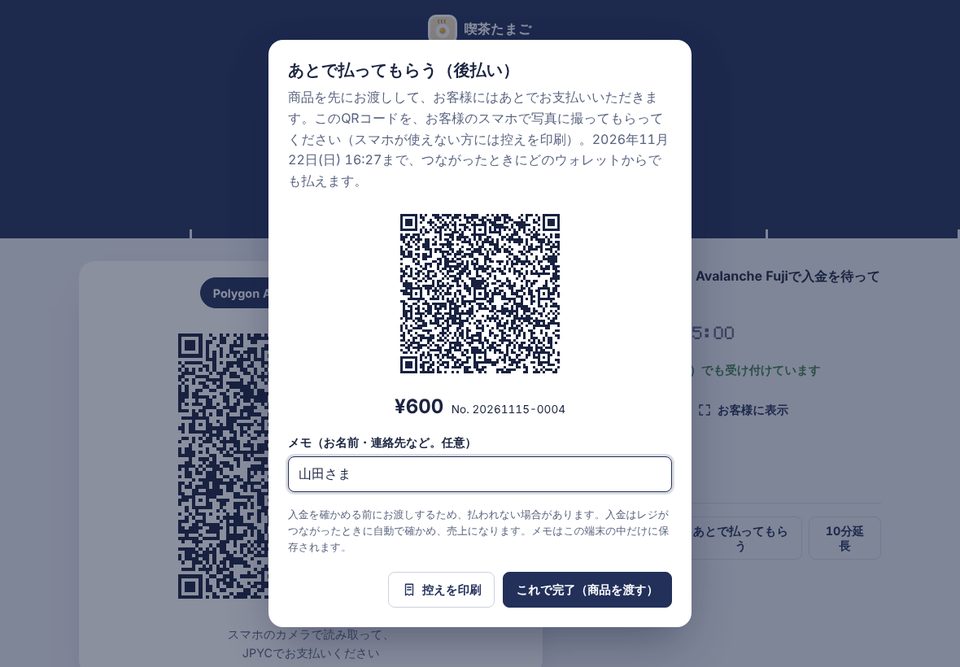 喫茶たまご
あとで払ってもらう（後払い）
商品を先にお渡しして、お客様にはあとでお支払いいただきま
す。このQRコードを、お客様のスマホで写真に撮ってもらって
ください（スマホが使えない方には控えを印刷）。2026年11月
22日(日) 16:27まで、つながったときにどのウォレットからで
も払えます。
¥600 No. 20261115-0004
メモ（お名前・連絡先など。任意）
山田さま
入金を確かめる前にお渡しするため、払われない場合があります。入金はレジが
つながったときに自動で確かめ、売上になります。メモはこの端末の中だけに保
存されます。
控えを印刷
これで完了（商品を渡す）
Polygon
スマホのカメラで読み取って、
JPYCでお支払いください
Avalanche Fujiで入金を待って
5:00
）でも受け付けています
お客様に表示
あとで払ってもら
う
10分延
長